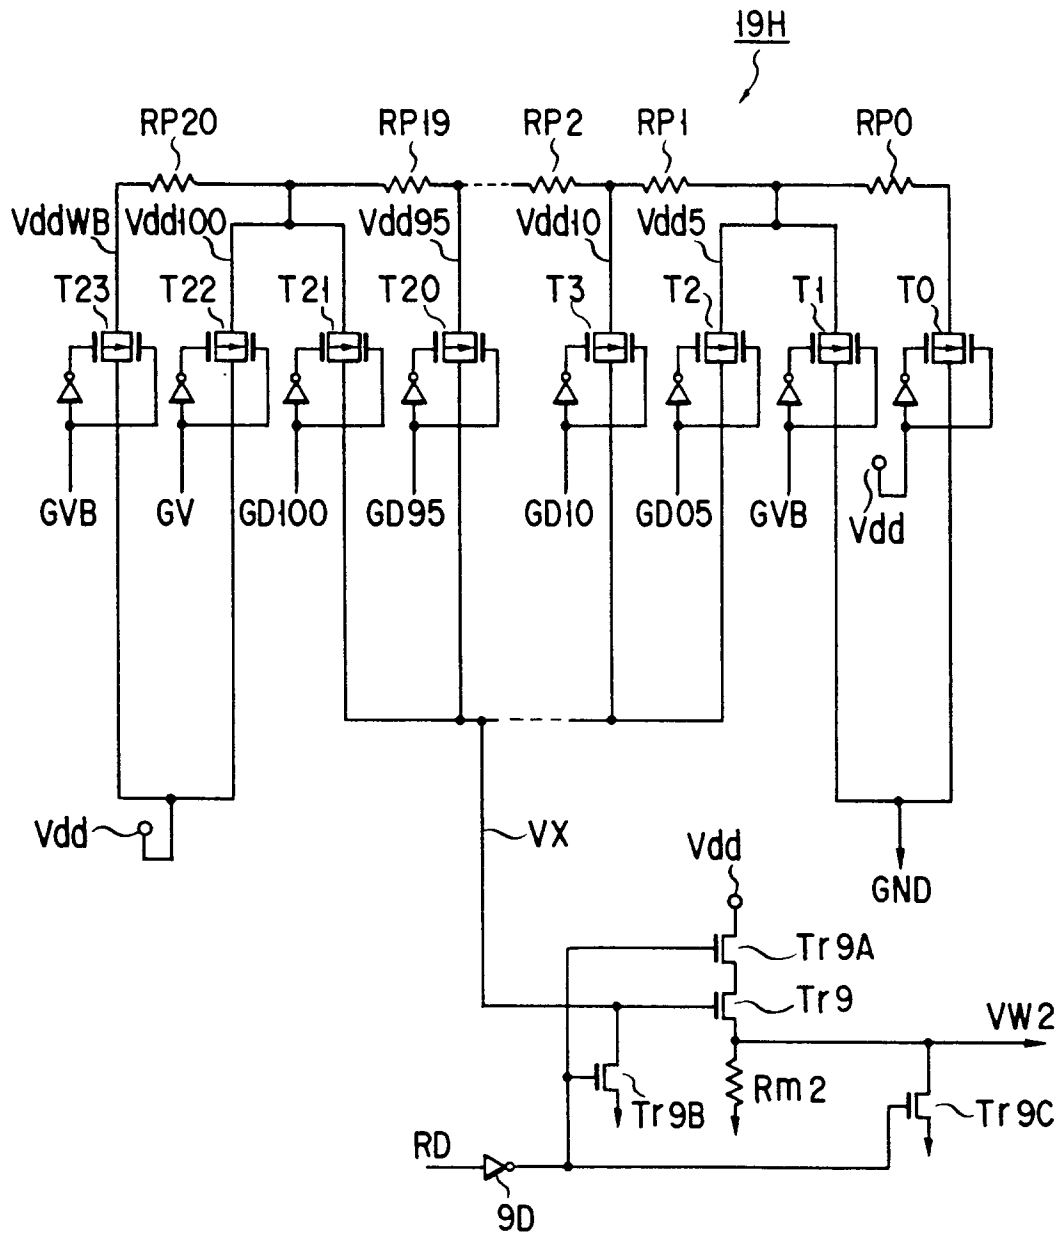 19H
RP20 RP19 RP2 RP1 RP0
VddWB Vdd100 Vdd95 Vdd10 Vdd5
T23 T22 T21 T20 T3 T2 T1 T0
GVB GV GD100 GD95 GD10 GD05 GVB Vdd
Vdd VX Vdd GND
Tr9A
Tr9 VW2
Tr9B Rm2 Tr9C
RD
9D